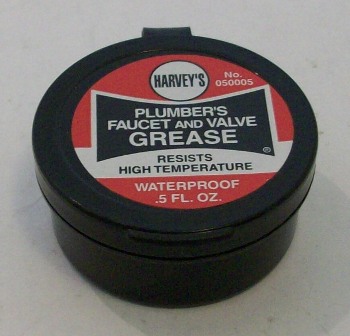 HARVEY'S
No.
050005
PLUMBER'S
FAUCET AND VALVE
GREASE
®
RESISTS
HIGH TEMPERATURE
WATERPROOF
.5 FL. OZ.